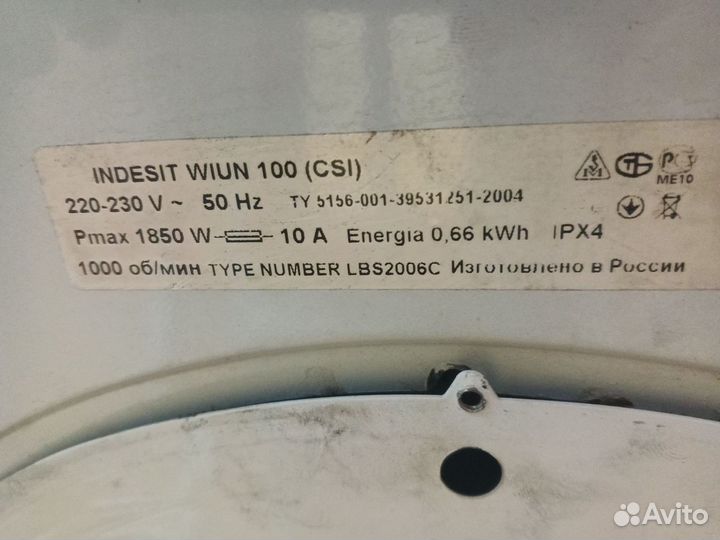 INDESIT WIUN 100 (CSI)
220-230 V ~ 50 Hz ТУ 5156-001-39531251-2004
Pmax 1850 W 10 A Energia 0,66 kWh IPX4
1000 об/мин TYPE NUMBER LBS2006C Изготовлено в России
РСТ
ME10
Avito